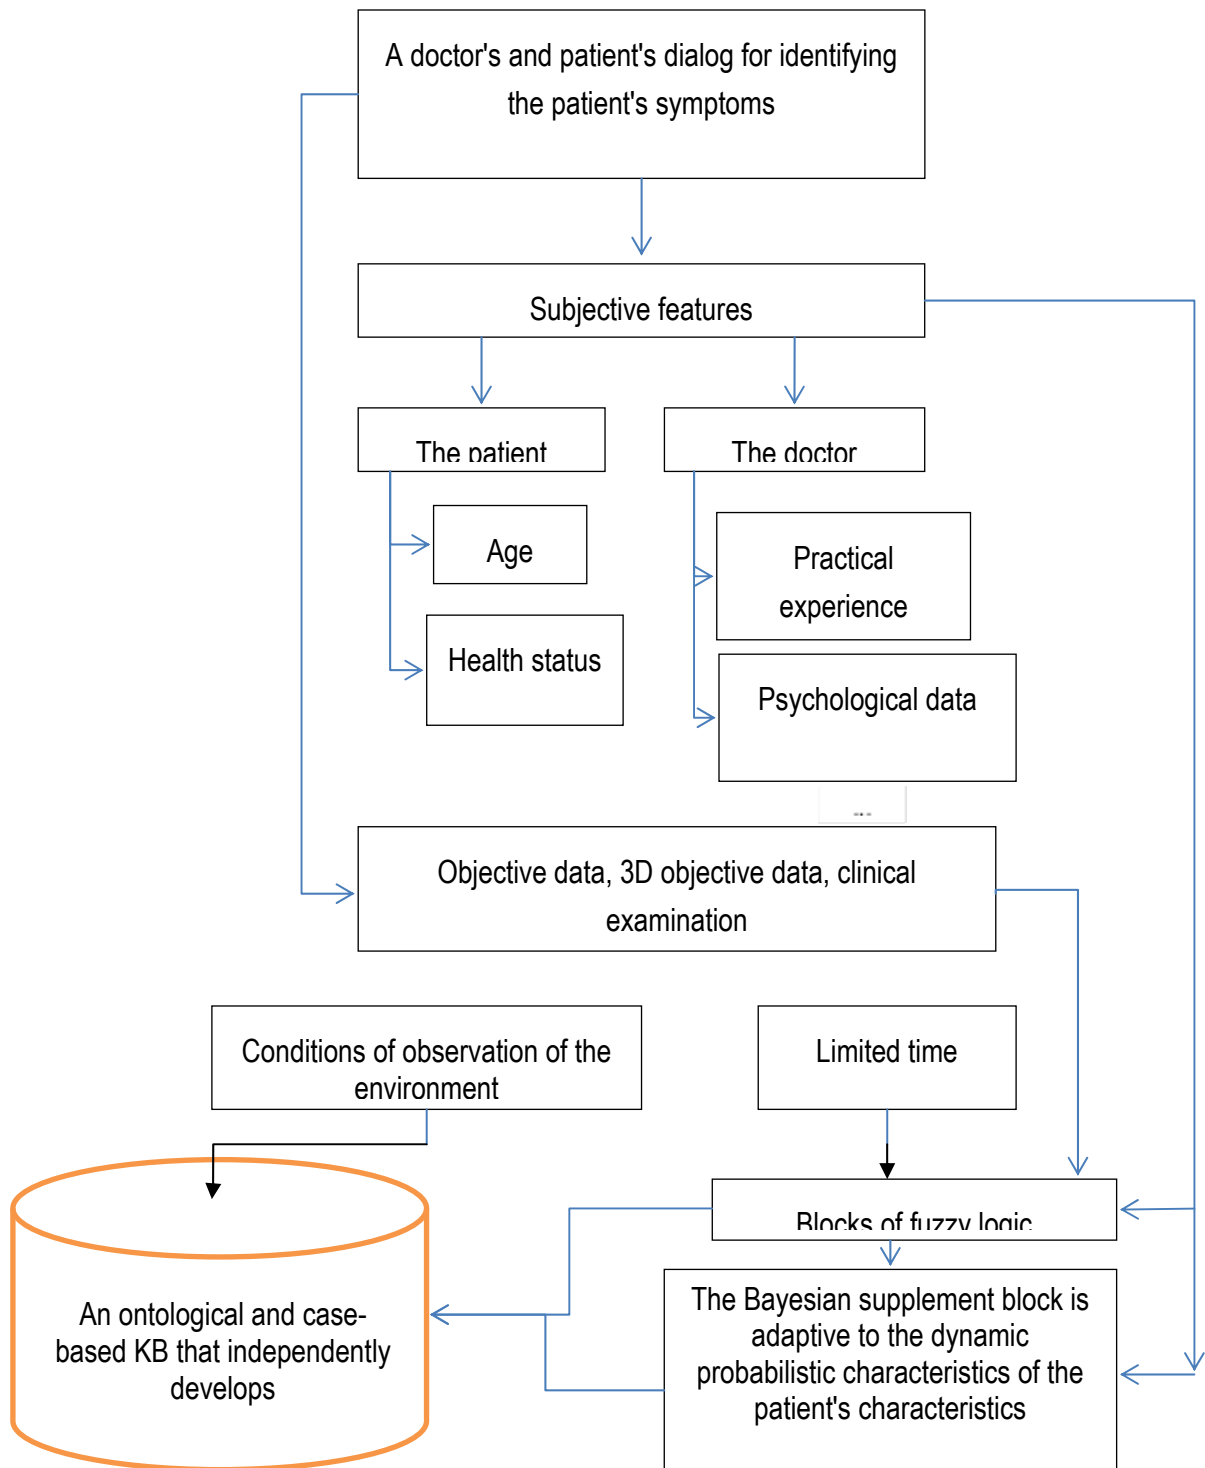 A doctor's and patient's dialog for identifying
the patient's symptoms
Subjective features
The patient
The doctor
Age
Practical
experience
Health status
Psychological data
Objective data, 3D objective data, clinical
examination
Conditions of observation of the
environment
Limited time
Blocks of fuzzy logic
An ontological and case-
based KB that independently
develops
The Bayesian supplement block is
adaptive to the dynamic
probabilistic characteristics of the
patient's characteristics